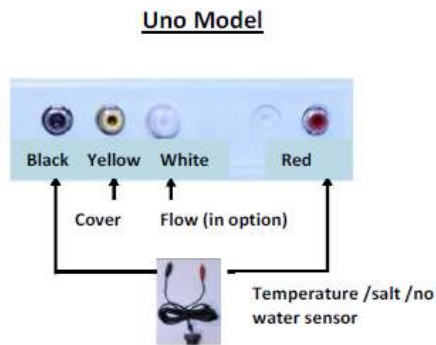 Uno Model
Black Yellow White Red
Cover Flow (in option)
Temperature /salt /no
water sensor